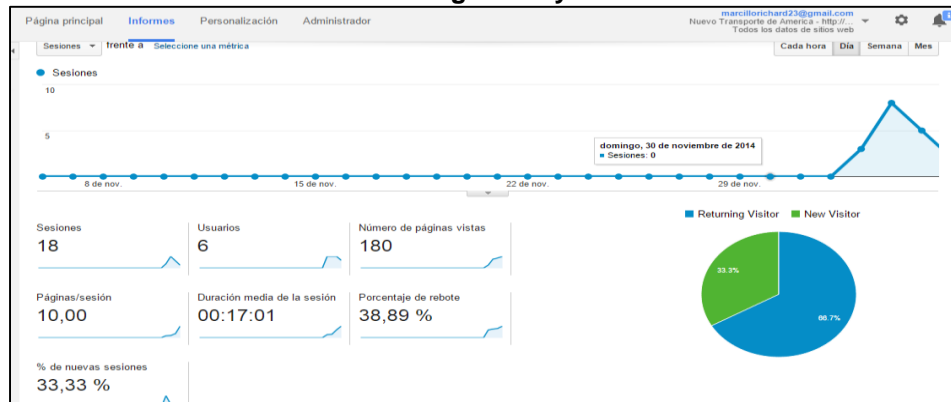 Página principal Informes Personalización Administrador
marcillorichard23@gmail.com
Nuevo Transporte de America - http://...
Todos los datos de sitios web
Sesiones frente a Seleccione una métrica
Cada hora Día Semana Mes
Sesiones
10
5
domingo, 30 de noviembre de 2014
Sesiones: 0
8 de nov. 15 de nov. 22 de nov. 29 de nov.
Returning Visitor New Visitor
Sesiones
18
Usuarios
6
Número de páginas vistas
180
33.3%
66.7%
Páginas/sesión
10,00
Duración media de la sesión
00:17:01
Porcentaje de rebote
38,89 %
% de nuevas sesiones
33,33 %